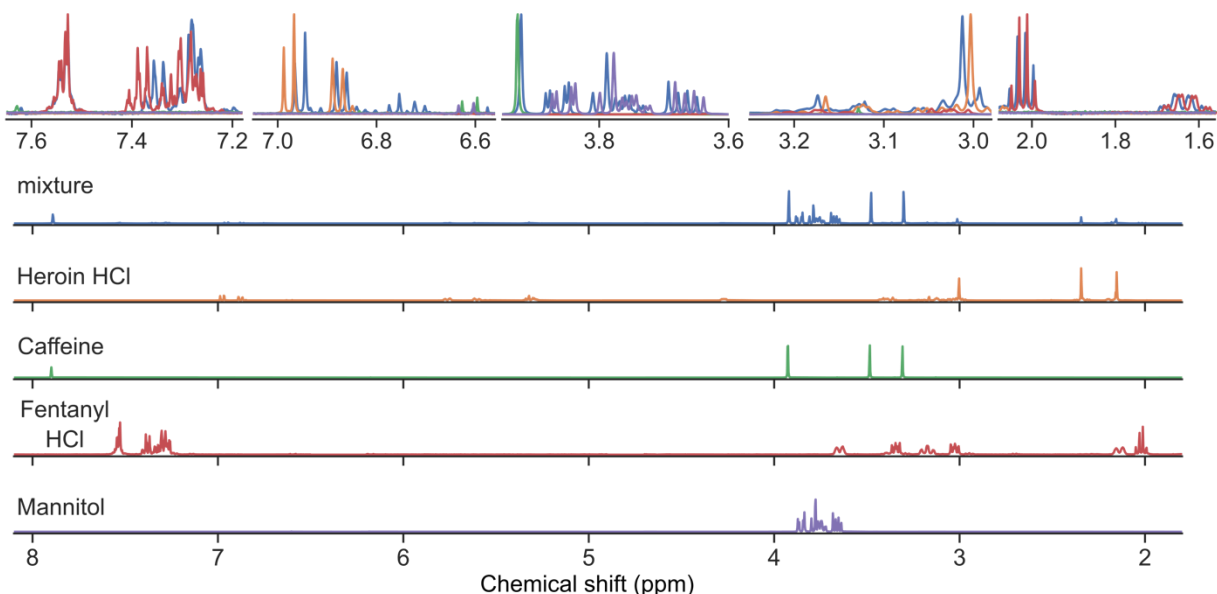 7.6 7.4 7.2 7.0 6.8 6.6 3.8 3.6 3.2 3.1 3.0 2.0 1.8 1.6
mixture
Heroin HCl
Caffeine
Fentanyl
HCl
Mannitol
8 7 6 5 4 3 2
Chemical shift (ppm)